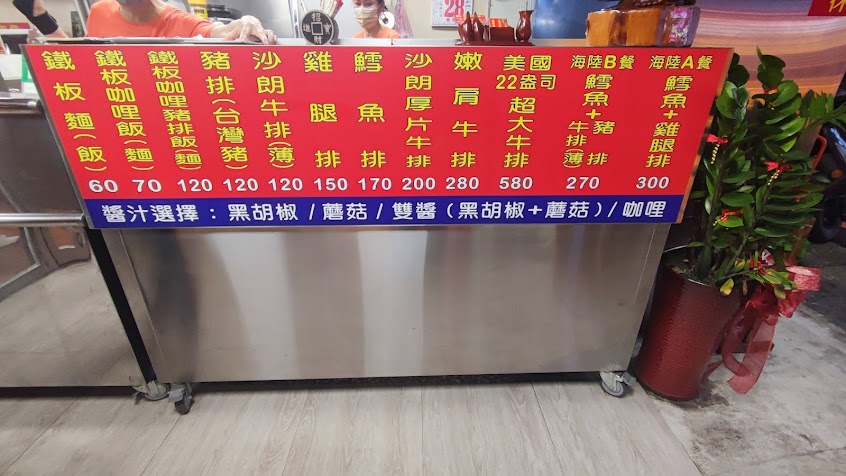 招財進寶
28
鐵板麵(飯) 60
鐵板咖哩飯(麵) 70
鐵板咖哩豬排飯(麵) 120
豬排(台灣豬) 120
沙朗牛排(薄) 120
雞腿排 150
鱈魚排 170
沙朗厚片牛排 200
嫩肩牛排 280
美國22盎司超大牛排 580
海陸B餐 鱈魚+豬排 牛排(薄) 270
海陸A餐 鱈魚+雞腿排 300
醬汁選擇：黑胡椒/蘑菇/雙醬(黑胡椒+蘑菇)/咖哩